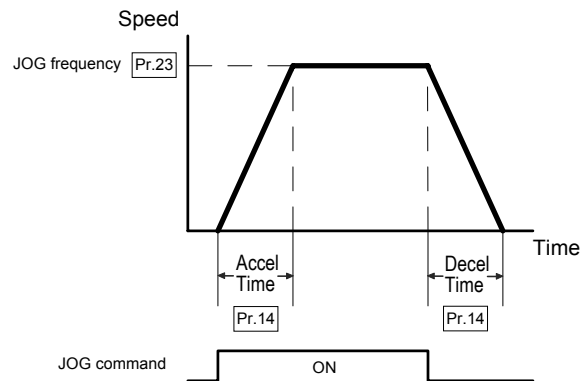 Speed
JOG frequency Pr.23
Time
Accel Time
Decel Time
Pr.14
Pr.14
JOG command
ON